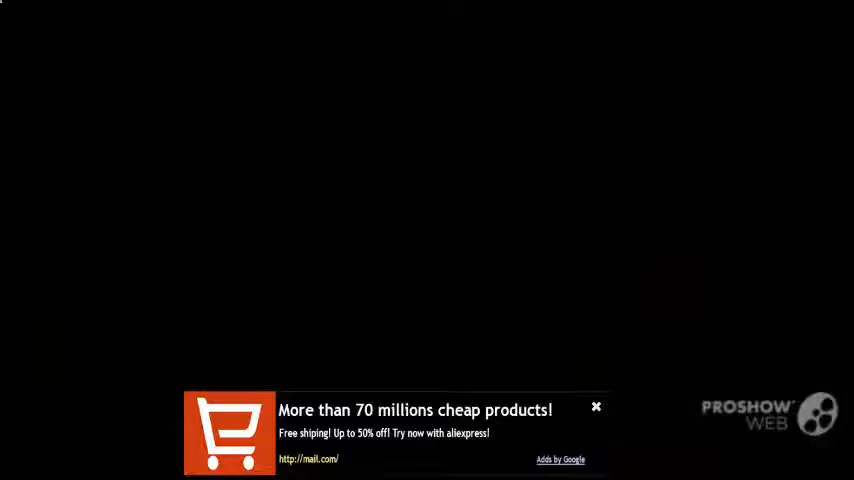 More than 70 millions cheap products!
Free shiping! Up to 50% off! Try now with aliexpress!
http://mail.com/
Adds by Google
PROSHOW
WEB